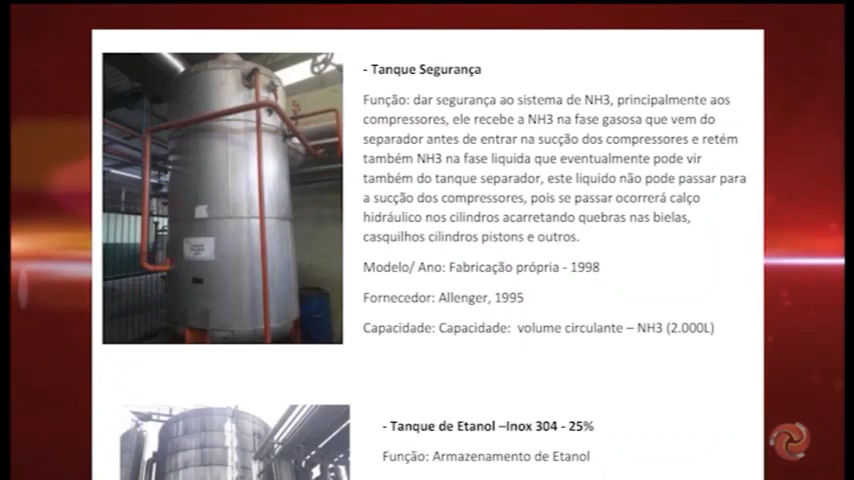 - Tanque Segurança
Função: dar segurança ao sistema de NH3, principalmente aos
compressores, ele recebe a NH3 na fase gasosa que vem do
separador antes de entrar na sucção dos compressores e retém
também NH3 na fase liquida que eventualmente pode vir
também do tanque separador, este liquido não pode passar para
a sucção dos compressores, pois se passar ocorrerá calço
hidráulico nos cilindros acarretando quebras nas bielas,
casquilhos cilindros pistons e outros.
Modelo/ Ano: Fabricação própria - 1998
Fornecedor: Allenger, 1995
Capacidade: Capacidade:  volume circulante – NH3 (2.000L)
- Tanque de Etanol –Inox 304 - 25%
Função: Armazenamento de Etanol